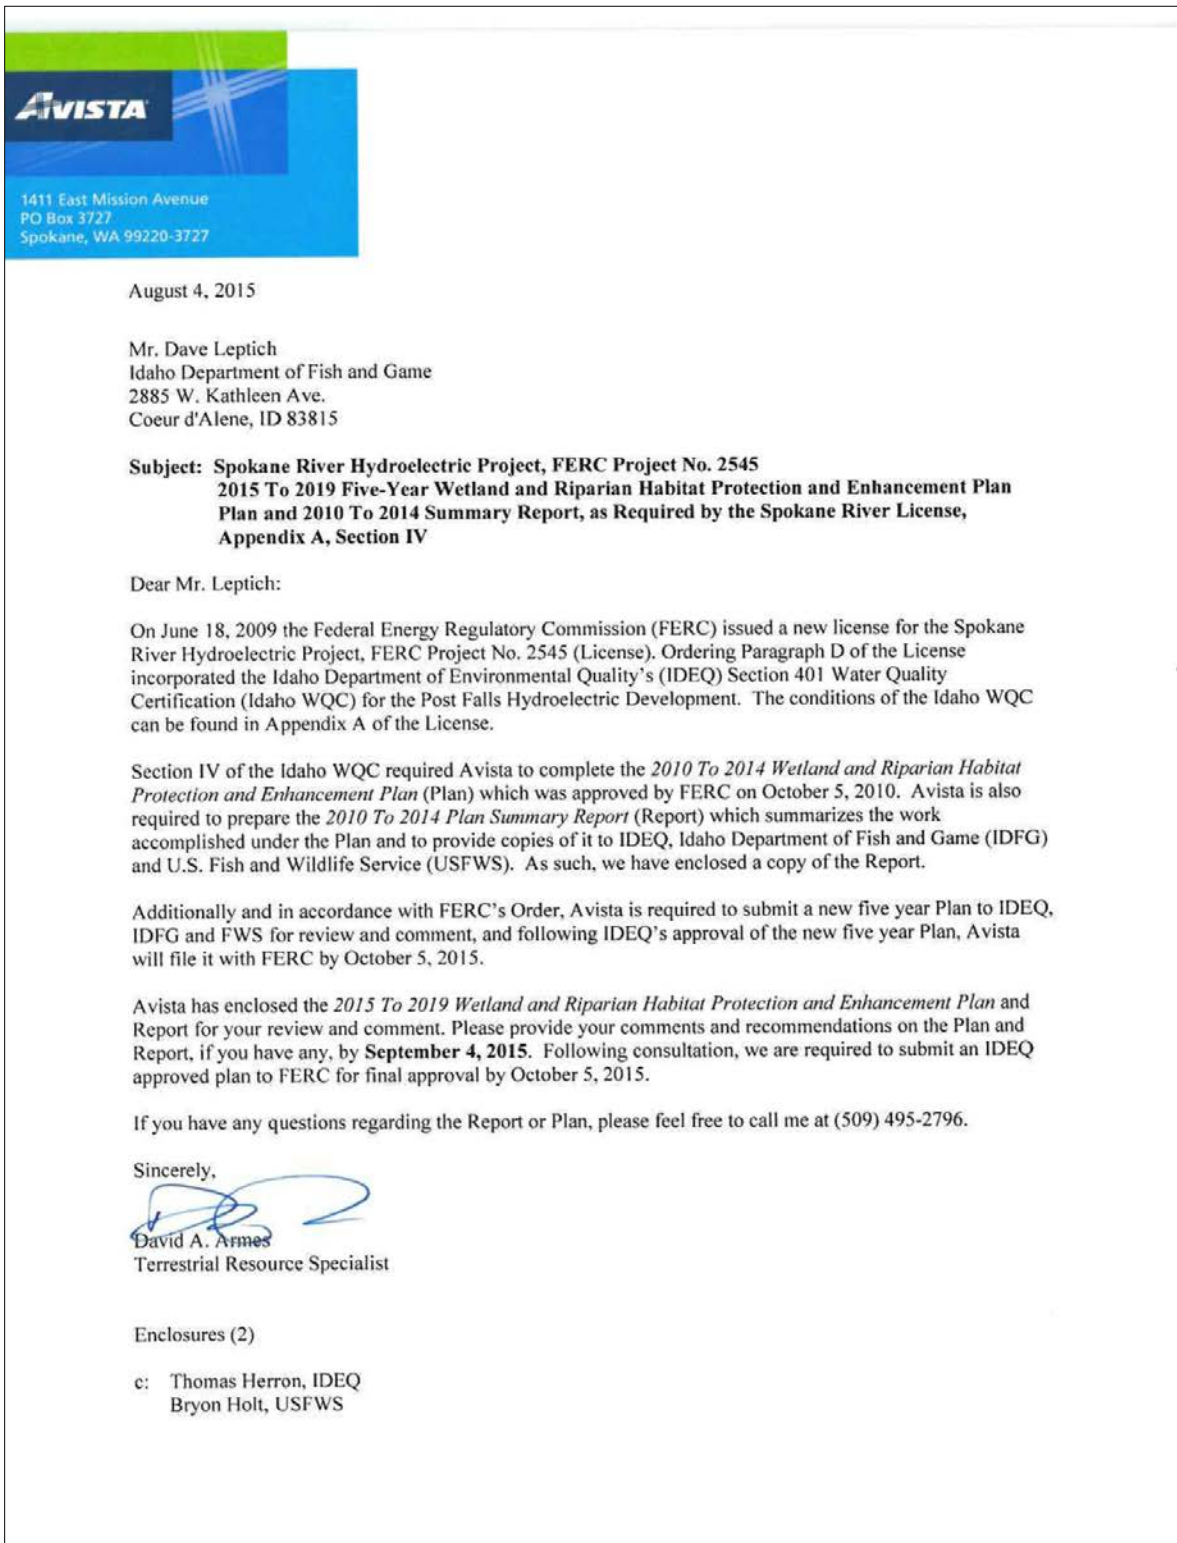 AVISTA
1411 East Mission Avenue
PO Box 3727
Spokane, WA 99220-3727
August 4, 2015
Mr. Dave Leptich
Idaho Department of Fish and Game
2885 W. Kathleen Ave.
Coeur d'Alene, ID 83815
Subject: Spokane River Hydroelectric Project, FERC Project No. 2545
2015 To 2019 Five-Year Wetland and Riparian Habitat Protection and Enhancement Plan
Plan and 2010 To 2014 Summary Report, as Required by the Spokane River License,
Appendix A, Section IV
Dear Mr. Leptich:
On June 18, 2009 the Federal Energy Regulatory Commission (FERC) issued a new license for the Spokane
River Hydroelectric Project, FERC Project No. 2545 (License). Ordering Paragraph D of the License
incorporated the Idaho Department of Environmental Quality's (IDEQ) Section 401 Water Quality
Certification (Idaho WQC) for the Post Falls Hydroelectric Development. The conditions of the Idaho WQC
can be found in Appendix A of the License.
Section IV of the Idaho WQC required Avista to complete the 2010 To 2014 Wetland and Riparian Habitat
Protection and Enhancement Plan (Plan) which was approved by FERC on October 5, 2010. Avista is also
required to prepare the 2010 To 2014 Plan Summary Report (Report) which summarizes the work
accomplished under the Plan and to provide copies of it to IDEQ, Idaho Department of Fish and Game (IDFG)
and U.S. Fish and Wildlife Service (USFWS). As such, we have enclosed a copy of the Report.
Additionally and in accordance with FERC's Order, Avista is required to submit a new five year Plan to IDEQ,
IDFG and FWS for review and comment, and following IDEQ's approval of the new five year Plan, Avista
will file it with FERC by October 5, 2015.
Avista has enclosed the 2015 To 2019 Wetland and Riparian Habitat Protection and Enhancement Plan and
Report for your review and comment. Please provide your comments and recommendations on the Plan and
Report, if you have any, by September 4, 2015. Following consultation, we are required to submit an IDEQ
approved plan to FERC for final approval by October 5, 2015.
If you have any questions regarding the Report or Plan, please feel free to call me at (509) 495-2796.
Sincerely,
David A. Armes
Terrestrial Resource Specialist
Enclosures (2)
c: Thomas Herron, IDEQ
Bryon Holt, USFWS